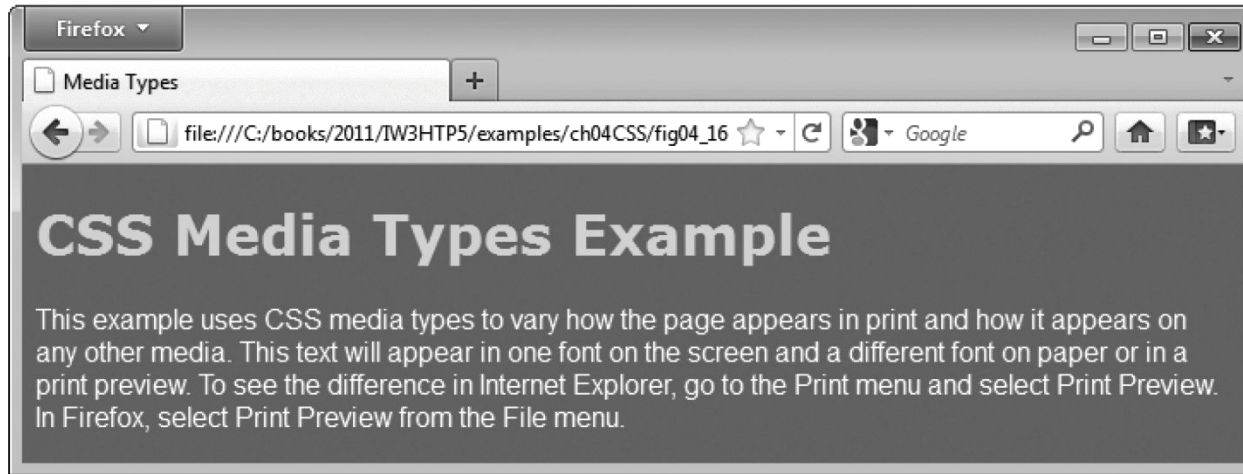 Firefox
Media Types
file:///C:/books/2011/IW3HTP5/examples/ch04CSS/fig04_16
Google
CSS Media Types Example
This example uses CSS media types to vary how the page appears in print and how it appears on
any other media. This text will appear in one font on the screen and a different font on paper or in a
print preview. To see the difference in Internet Explorer, go to the Print menu and select Print Preview.
In Firefox, select Print Preview from the File menu.